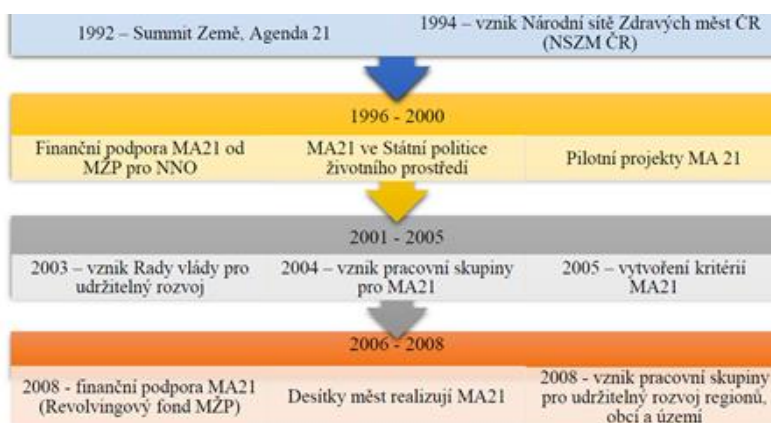 1992 – Summit Země, Agenda 21
1994 – vznik Národní sítě Zdravých měst ČR
(NSZM ČR)
1996 - 2000
Finanční podpora MA21 od
MŽP pro NNO
MA21 ve Státní politice
životního prostředí
Pilotní projekty MA 21
2001 - 2005
2003 – vznik Rady vlády pro
udržitelný rozvoj
2004 – vznik pracovní skupiny
pro MA21
2005 – vytvoření kritérií
MA21
2006 - 2008
2008 - finanční podpora MA21
(Revolvingový fond MŽP)
Desítky měst realizují MA21
2008 - vznik pracovní skupiny
pro udržitelný rozvoj regionů,
obcí a území